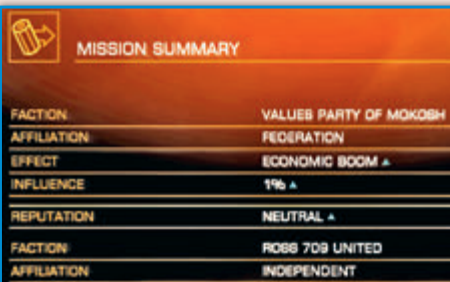 MISSION SUMMARY
FACTION VALUES PARTY OF MOKOSH
AFFILIATION FEDERATION
EFFECT ECONOMIC BOOM
INFLUENCE 1%
REPUTATION NEUTRAL
FACTION ROSS 709 UNITED
AFFILIATION INDEPENDENT